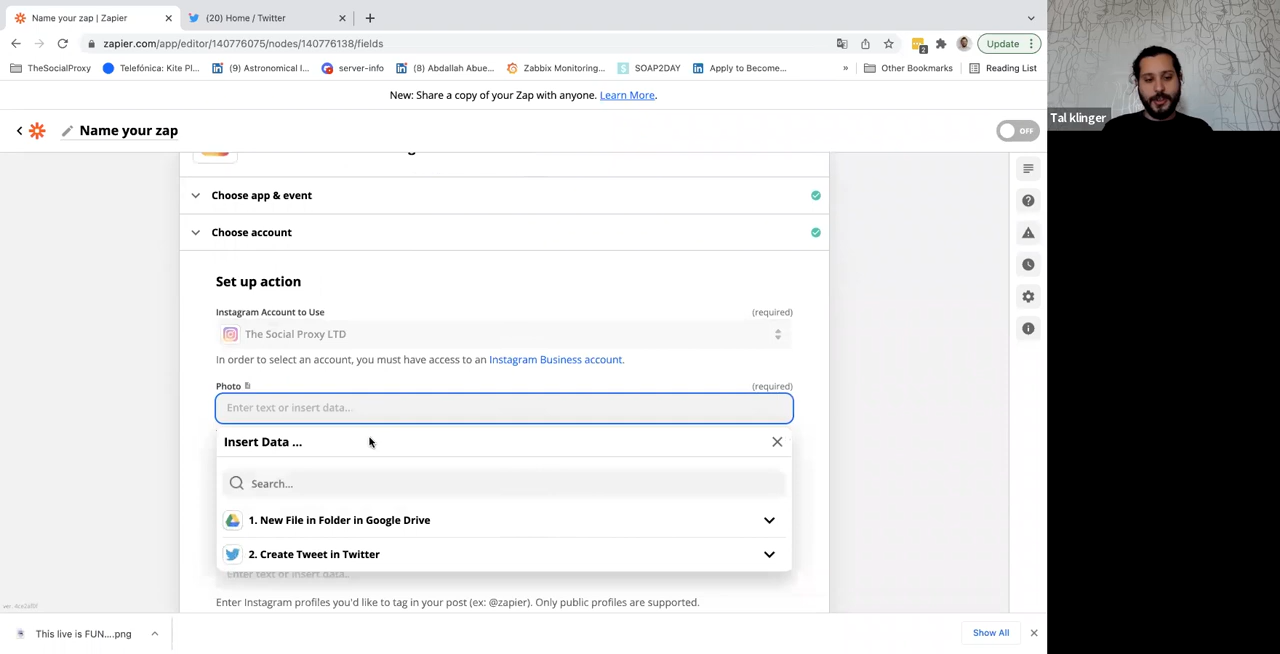 Name your zap | Zapier
(20) Home / Twitter
zapier.com/app/editor/140776075/nodes/140776138/fields
2
Update
TheSocialProxy
Telefónica: Kite Pl...
(9) Astronomical I...
server-info
(8) Abdullah Abue...
Zabbix Monitoring...
SOAP2DAY
Apply to Become...
»
Other Bookmarks
Reading List
New: Share a copy of your Zap with anyone. Learn More.
Name your zap
OFF
Tal klinger
Choose app & event
Choose account
Set up action
Instagram Account to Use
(required)
The Social Proxy LTD
In order to select an account, you must have access to an Instagram Business account.
Photo
(required)
Enter text or insert data...
Insert Data ...
Search...
1. New File in Folder in Google Drive
2. Create Tweet in Twitter
Enter text or insert data...
Enter Instagram profiles you'd like to tag in your post (ex: @zapier). Only public profiles are supported.
This live is FUN....png
Show All